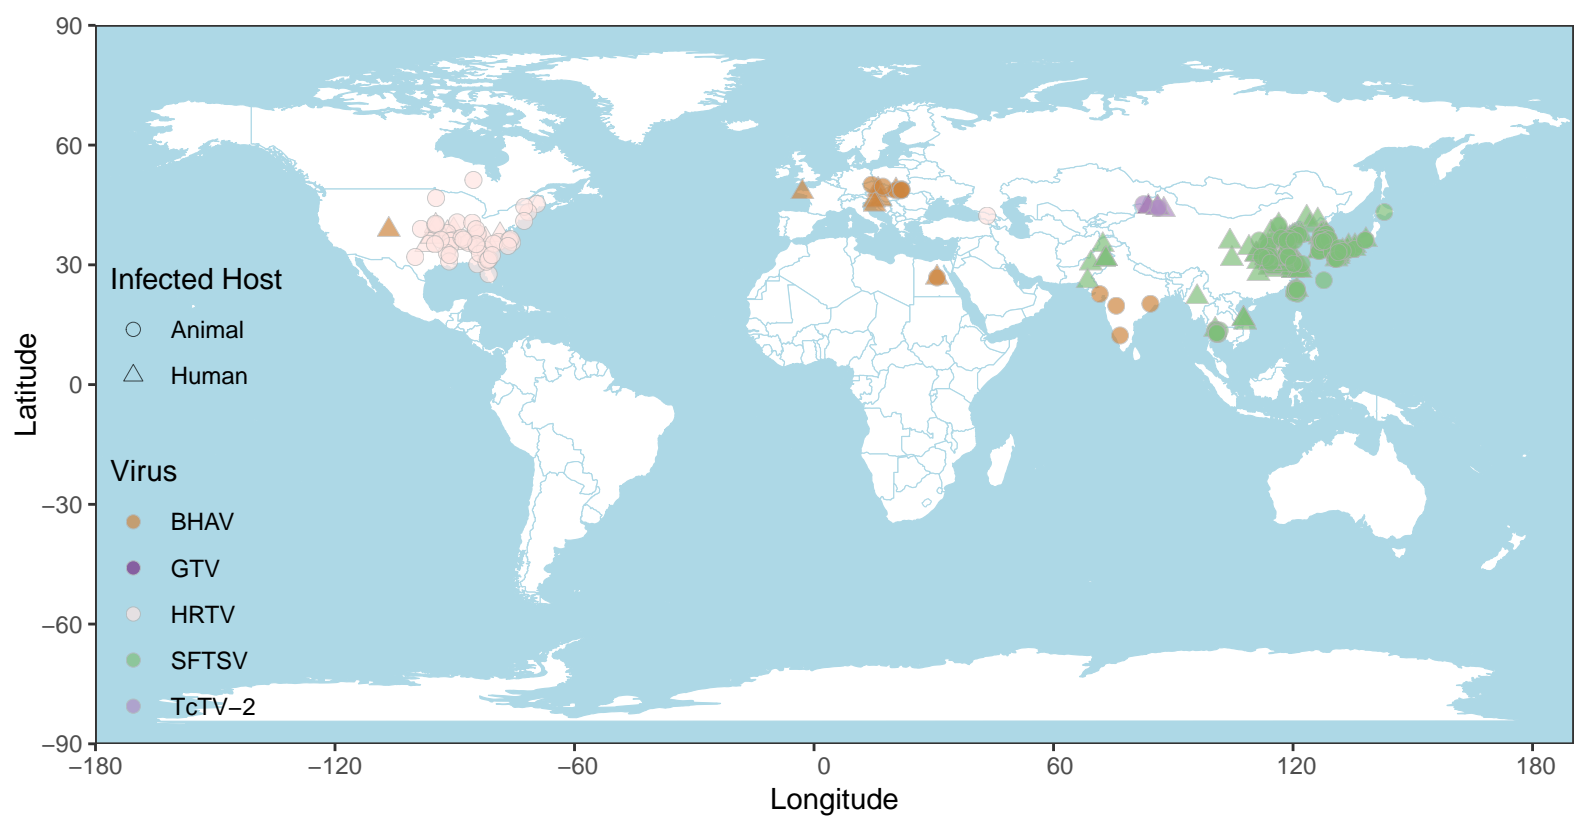 90
60
30
0
−30
−60
−90
Latitude
Infected Host
Animal
Human
Virus
BHAV
GTV
HRTV
SFTSV
TcTV−2
−180
−120
−60
0
60
120
180
Longitude